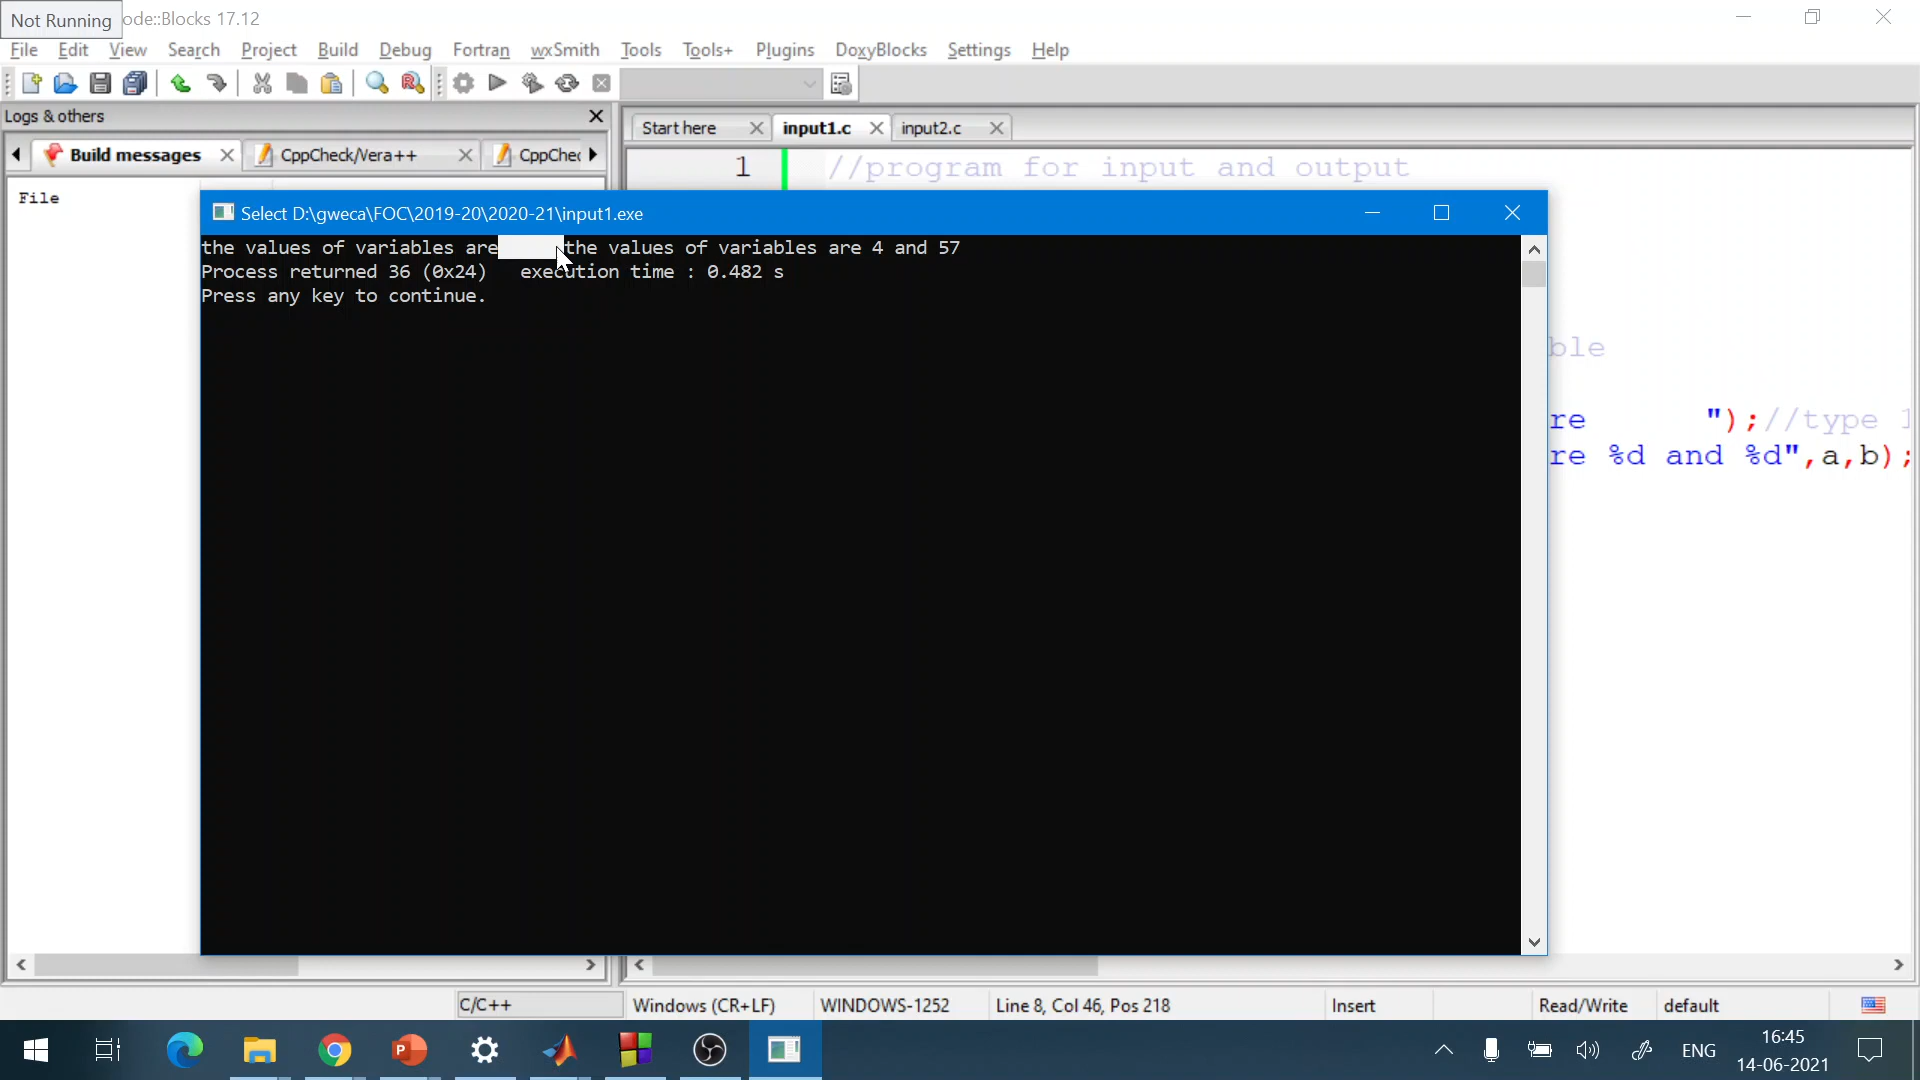 Not Running
ode::Blocks 17.12
File Edit View Search Project Build Debug Fortran wxSmith Tools Tools+ Plugins DoxyBlocks Settings Help
Logs & others
Build messages
CppCheck/Vera++
CppChec
Start here
input1.c
input2.c
File
1 //program for input and output
Select D:\gweca\FOC\2019-20\2020-21\input1.exe
the values of variables are      the values of variables are 4 and 57
Process returned 36 (0x24)   execution time : 0.482 s
Press any key to continue.
ble
re      ");//type 1
re %d and %d",a,b);
C/C++
Windows (CR+LF)
WINDOWS-1252
Line 8, Col 46, Pos 218
Insert
Read/Write
default
ENG
16:45
14-06-2021